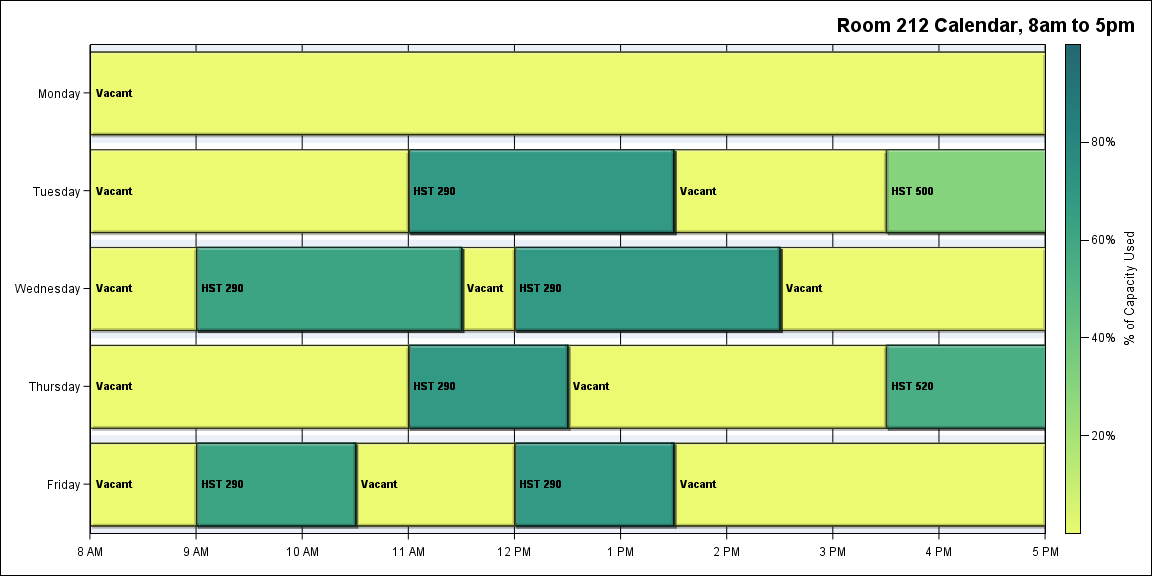 Room 212 Calendar, 8am to 5pm
Monday
Vacant
Tuesday
Vacant
HST 290
Vacant
HST 500
Wednesday
Vacant
HST 290
Vacant
HST 290
Vacant
Thursday
Vacant
HST 290
Vacant
HST 520
Friday
Vacant
HST 290
Vacant
HST 290
Vacant
8 AM
9 AM
10 AM
11 AM
12 PM
1 PM
2 PM
3 PM
4 PM
5 PM
80%
60%
40%
20%
% of Capacity Used